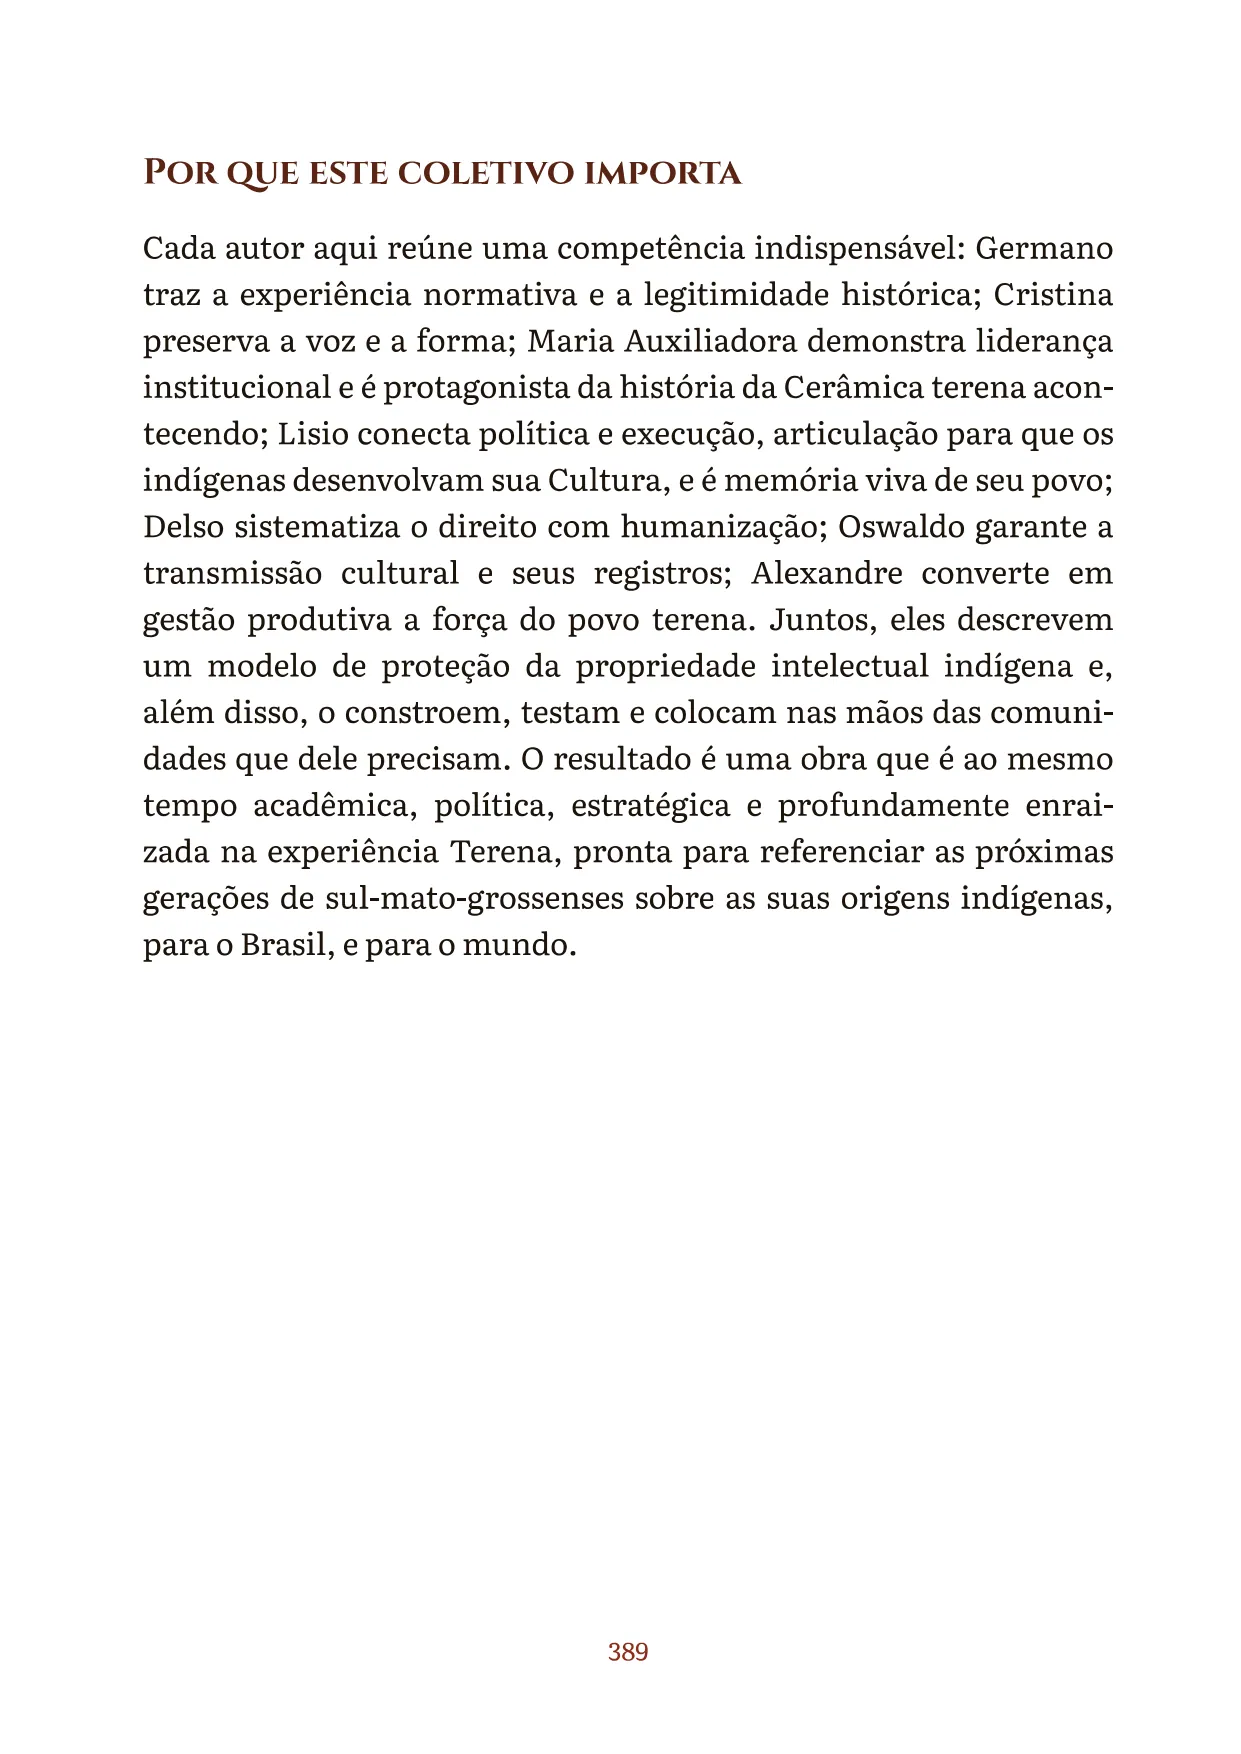 Por que este coletivo importa
Cada autor aqui reúne uma competência indispensável: Germano
traz a experiência normativa e a legitimidade histórica; Cristina
preserva a voz e a forma; Maria Auxiliadora demonstra liderança
institucional e é protagonista da história da Cerâmica terena acon-
tecendo; Lisio conecta política e execução, articulação para que os
indígenas desenvolvam sua Cultura, e é memória viva de seu povo;
Delso sistematiza o direito com humanização; Oswaldo garante a
transmissão cultural e seus registros; Alexandre converte em
gestão produtiva a força do povo terena. Juntos, eles descrevem
um modelo de proteção da propriedade intelectual indígena e,
além disso, o constroem, testam e colocam nas mãos das comuni-
dades que dele precisam. O resultado é uma obra que é ao mesmo
tempo acadêmica, política, estratégica e profundamente enrai-
zada na experiência Terena, pronta para referenciar as próximas
gerações de sul-mato-grossenses sobre as suas origens indígenas,
para o Brasil, e para o mundo.
389